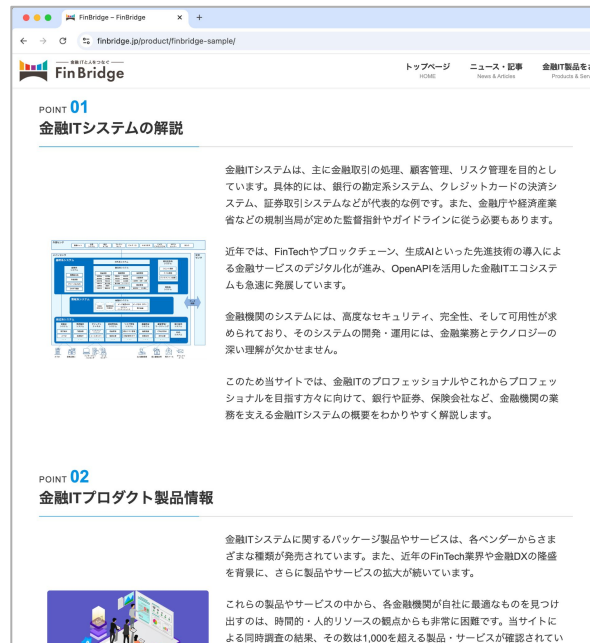 FinBridge – FinBridge
finbridge.jp/product/finbridge-sample/
金融ITと人をつなぐ
FinBridge
トップページ
HOME
ニュース・記事
News & Articles
金融IT製品をさ
Products & Ser
POINT 01
金融ITシステムの解説
金融ITシステムは、主に金融取引の処理、顧客管理、リスク管理を目的とし
ています。具体的には、銀行の勘定系システム、クレジットカードの決済シ
ステム、証券取引システムなどが代表的な例です。また、金融庁や経済産業
省などの規制当局が定めた監督指針やガイドラインに従う必要もあります。
近年では、FinTechやブロックチェーン、生成AIといった先進技術の導入によ
る金融サービスのデジタル化が進み、OpenAPIを活用した金融ITエコシステ
ムも急速に発展しています。
金融機関のシステムには、高度なセキュリティ、完全性、そして可用性が求
められており、そのシステムの開発・運用には、金融業務とテクノロジーの
深い理解が欠かせません。
このため当サイトでは、金融ITのプロフェッショナルやこれからプロフェッ
ショナルを目指す方々に向けて、銀行や証券、保険会社など、金融機関の業
務を支える金融ITシステムの概要をわかりやすく解説します。
POINT 02
金融ITプロダクト製品情報
金融ITシステムに関するパッケージ製品やサービスは、各ベンダーからさま
ざまな種類が発売されています。また、近年のFinTech業界や金融DXの隆盛
を背景に、さらに製品やサービスの拡大が続いています。
これらの製品やサービスの中から、各金融機関が自社に最適なものを見つけ
出すのは、時間的・人的リソースの観点からも非常に困難です。当サイトに
よる同時調査の結果、その数は1,000を超える製品・サービスが確認されてい